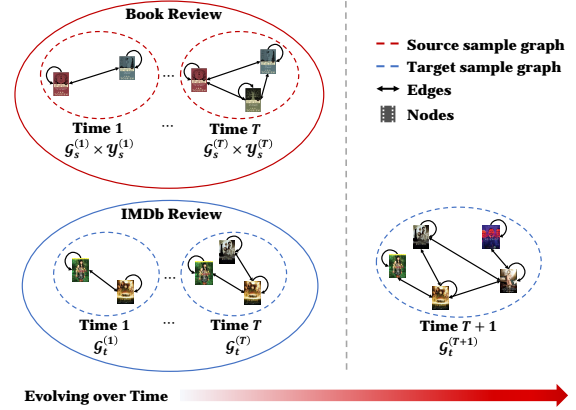 Book Review
...
Time 1
...
Time T
𝒢_s^(1) × 𝒴_s^(1)
𝒢_s^(T) × 𝒴_s^(T)
Source sample graph
Target sample graph
Edges
Nodes
IMDb Review
...
Time 1
...
Time T
𝒢_t^(1)
𝒢_t^(T)
Time T + 1
𝒢_t^(T+1)
Evolving over Time